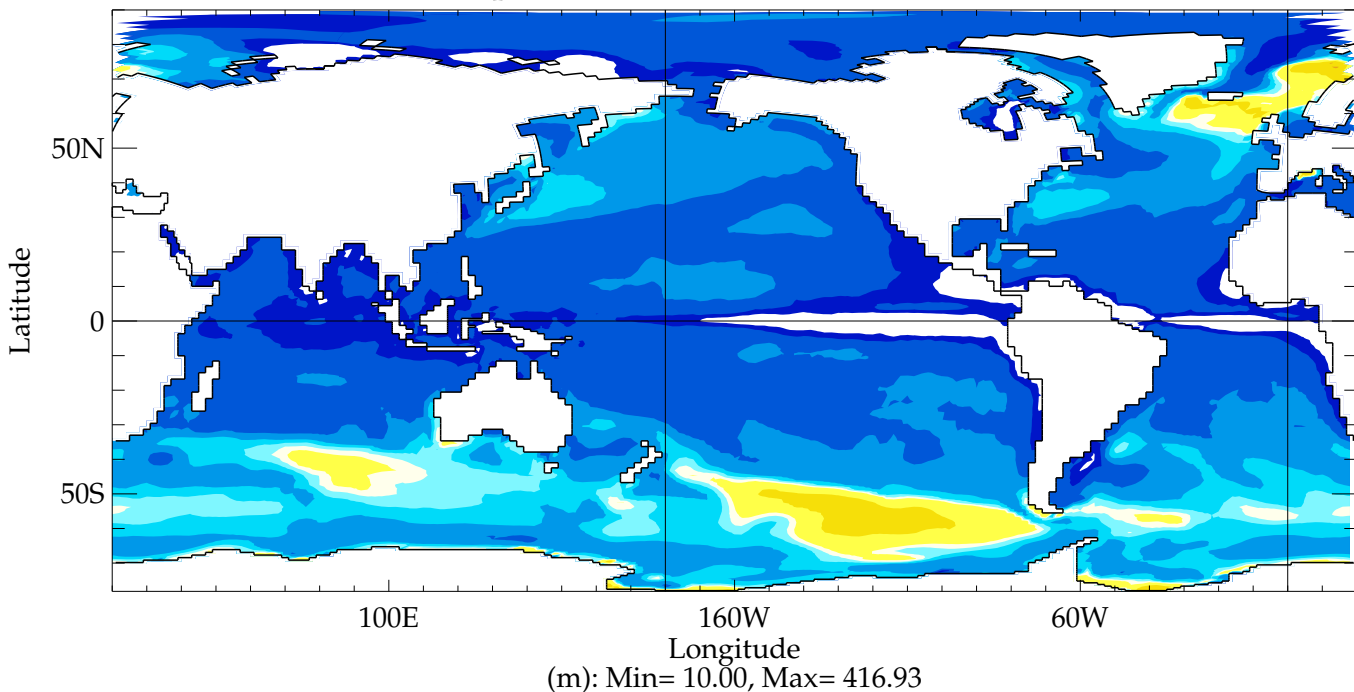 50N
0
50S
Latitude
100E
160W
60W
Longitude
(m): Min= 10.00, Max= 416.93